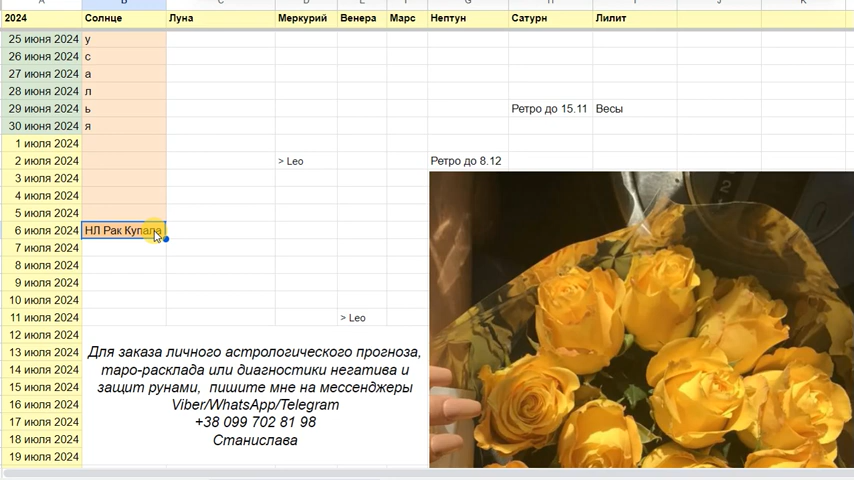 2024 Солнце Луна Меркурий Венера Марс Нептун Сатурн Лилит
25 июня 2024 у
26 июня 2024 с
27 июня 2024 а
28 июня 2024 л
29 июня 2024 ь Ретро до 15.11 Весы
30 июня 2024 я
1 июля 2024
2 июля 2024 > Leo Ретро до 8.12
3 июля 2024
4 июля 2024
5 июля 2024
6 июля 2024 НЛ Рак Купала
7 июля 2024
8 июля 2024
9 июля 2024
10 июля 2024
11 июля 2024 > Leo
12 июля 2024
13 июля 2024
14 июля 2024
15 июля 2024
16 июля 2024
17 июля 2024
18 июля 2024
19 июля 2024
Для заказа личного астрологического прогноза,
таро-расклада или диагностики негатива и
защит рунами, пишите мне на мессенджеры
Viber/WhatsApp/Telegram
+38 099 702 81 98
Станислава